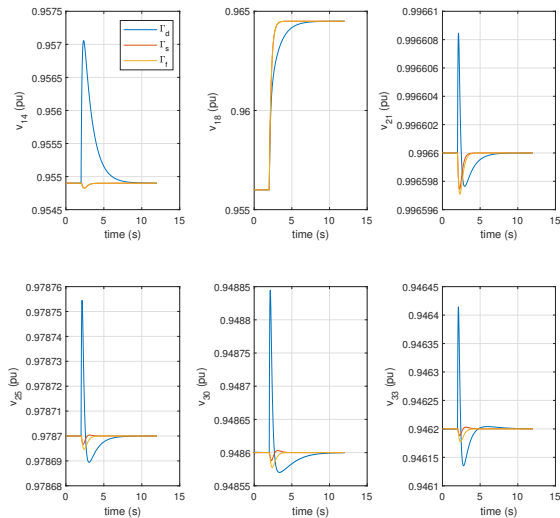 0.957
0.9565
0.956
0.9555
0.955
0.9545
v14 (pu)
Γd
Γs
Γf
0 5 10 15
time (s)
0.965
0.96
0.955
v18 (pu)
0 5 10 15
time (s)
0.99661
0.996608
0.996606
0.996604
0.996602
0.9966
0.996598
0.996596
v21 (pu)
0 5 10 15
time (s)
0.97876
0.97875
0.97874
0.97873
0.97872
0.97871
0.9787
0.97869
0.97868
v25 (pu)
0 5 10 15
time (s)
0.94885
0.9488
0.94875
0.9487
0.94865
0.9486
0.94855
v30 (pu)
0 5 10 15
time (s)
0.94645
0.9464
0.94635
0.9463
0.94625
0.9462
0.94615
0.9461
v33 (pu)
0 5 10 15
time (s)